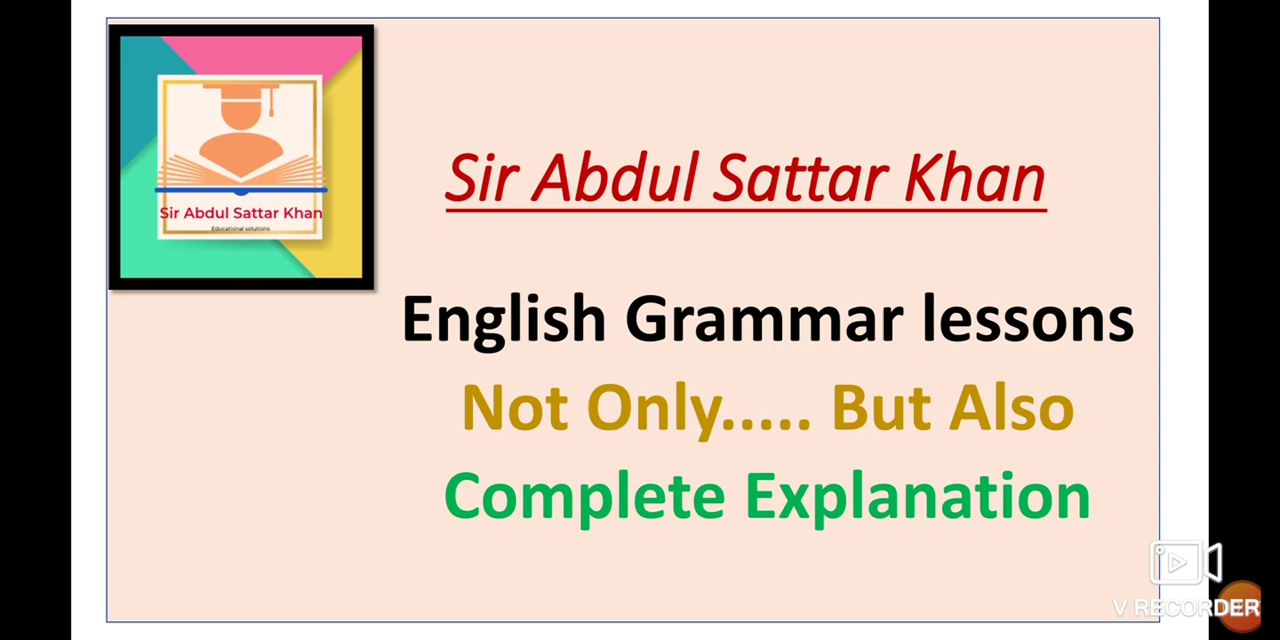 Sir Abdul Sattar Khan
Educational solutions
Sir Abdul Sattar Khan
English Grammar lessons
Not Only..... But Also
Complete Explanation
V RECORDER